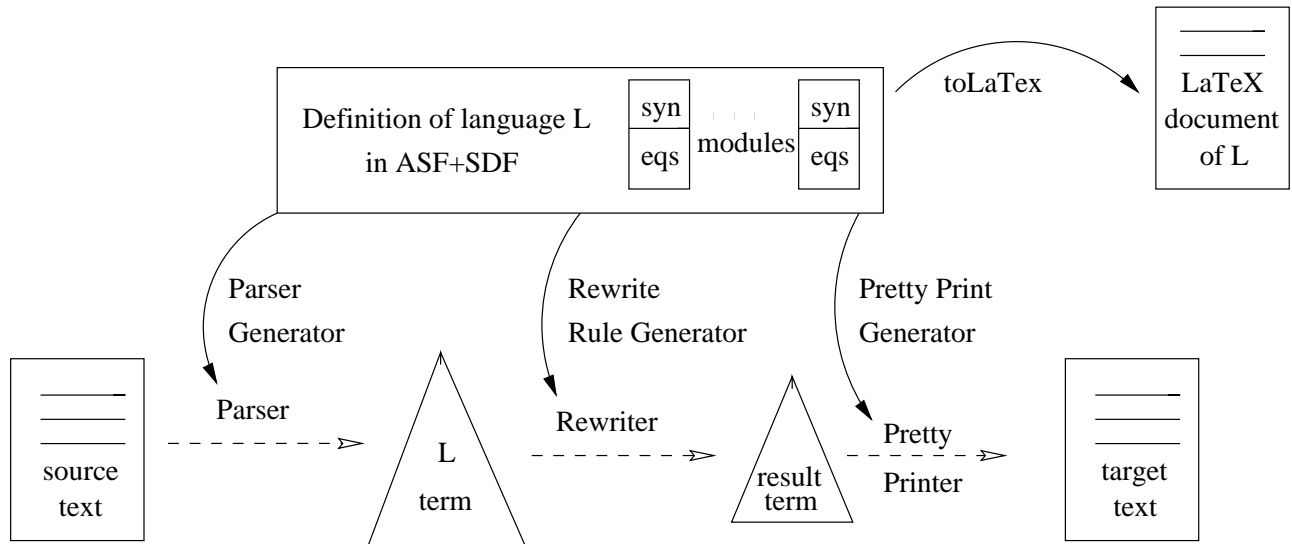 toLaTex
LaTeX
document
of L
Definition of language L
in ASF+SDF
syn
eqs
modules
syn
eqs
Parser
Generator
Rewrite
Rule Generator
Pretty Print
Generator
source
text
Parser
L
term
Rewriter
result
term
Pretty
Printer
target
text